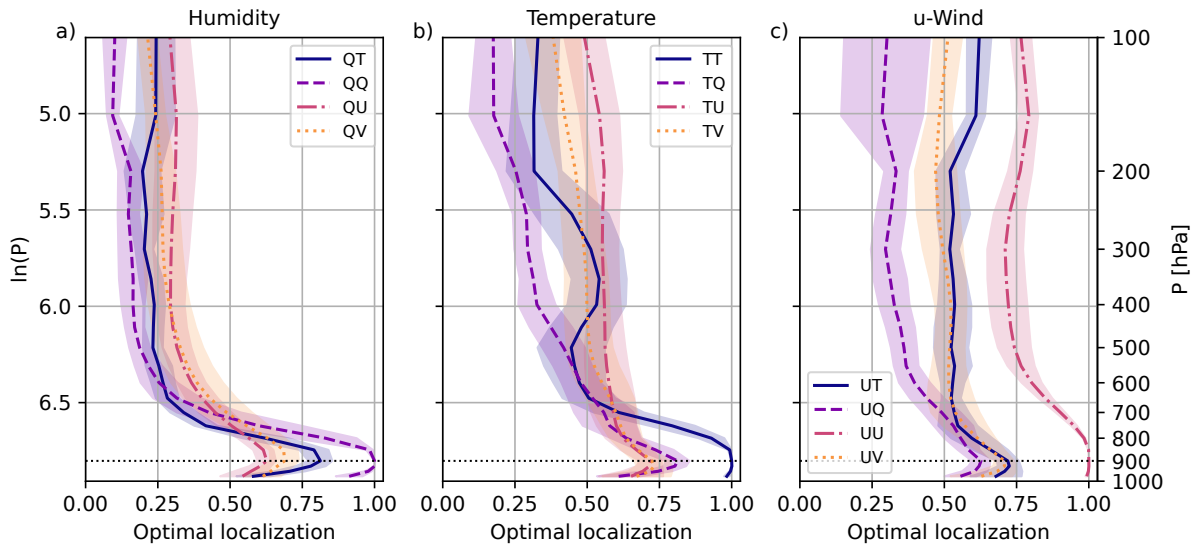 Humidity
Temperature
u-Wind
a)
b)
c)
QT
QQ
QU
QV
TT
TQ
TU
TV
UT
UQ
UU
UV
ln(P)
5.0
5.5
6.0
6.5
P [hPa]
100
200
300
400
500
600
700
800
900
1000
0.00 0.25 0.50 0.75 1.00
0.00 0.25 0.50 0.75 1.00
0.00 0.25 0.50 0.75 1.00
Optimal localization
Optimal localization
Optimal localization